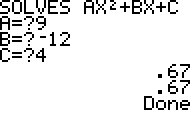 SOLVES AX²+BX+C
A=?9
B=?⁻12
C=?4
.67
.67
Done